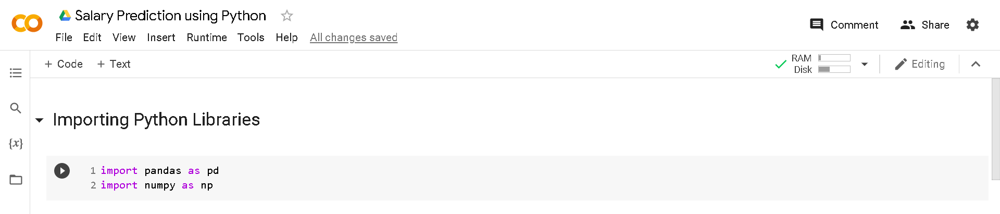 Salary Prediction using Python
File Edit View Insert Runtime Tools Help All changes saved
Comment Share
+ Code + Text
RAM
Disk
Editing
{x}
Importing Python Libraries
1 import pandas as pd
2 import numpy as np